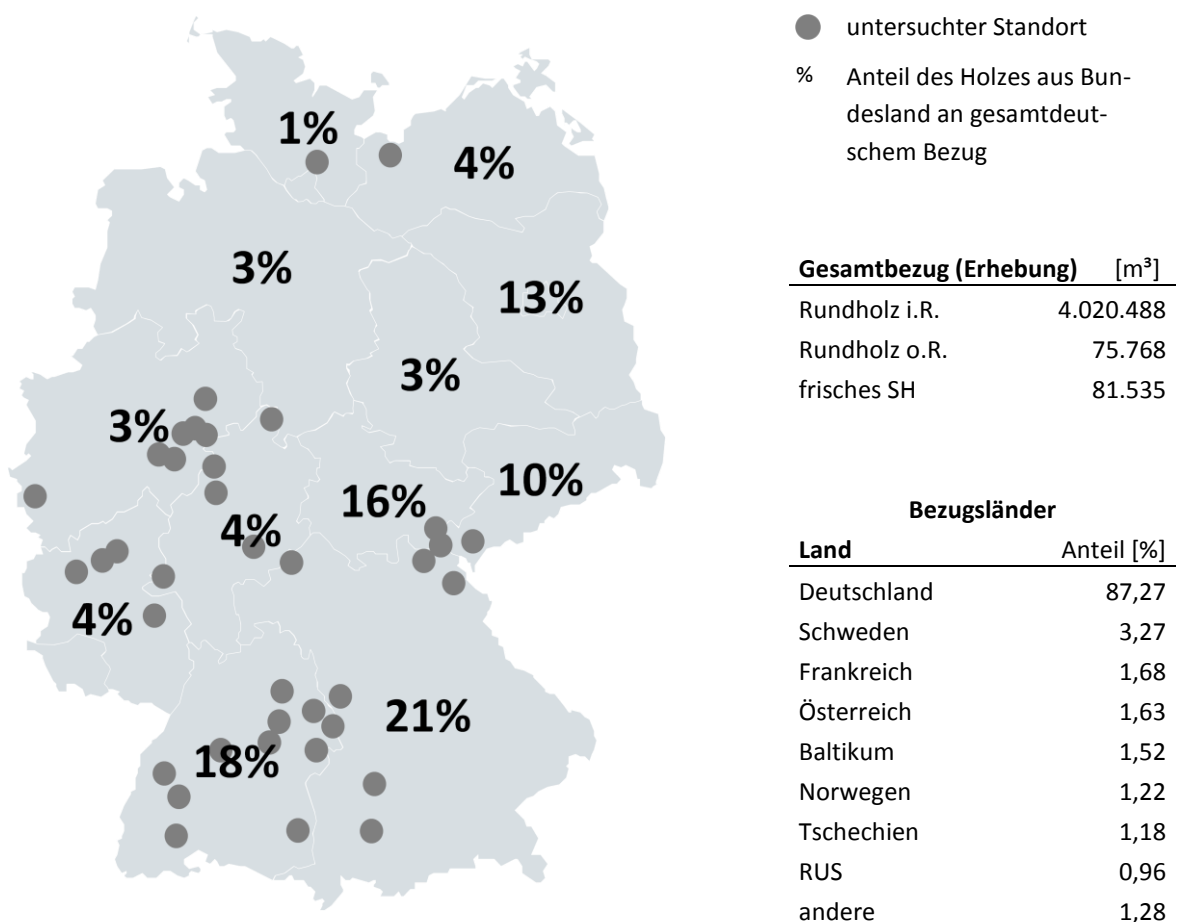 1%
4%
3%
13%
3%
3%
10%
16%
4%
4%
21%
18%
untersuchter Standort
% Anteil des Holzes aus Bun-
desland an gesamtdeut-
schem Bezug
Gesamtbezug (Erhebung) [m³]
Rundholz i.R. 4.020.488
Rundholz o.R. 75.768
frisches SH 81.535
Bezugsländer
Land Anteil [%]
Deutschland 87,27
Schweden 3,27
Frankreich 1,68
Österreich 1,63
Baltikum 1,52
Norwegen 1,22
Tschechien 1,18
RUS 0,96
andere 1,28